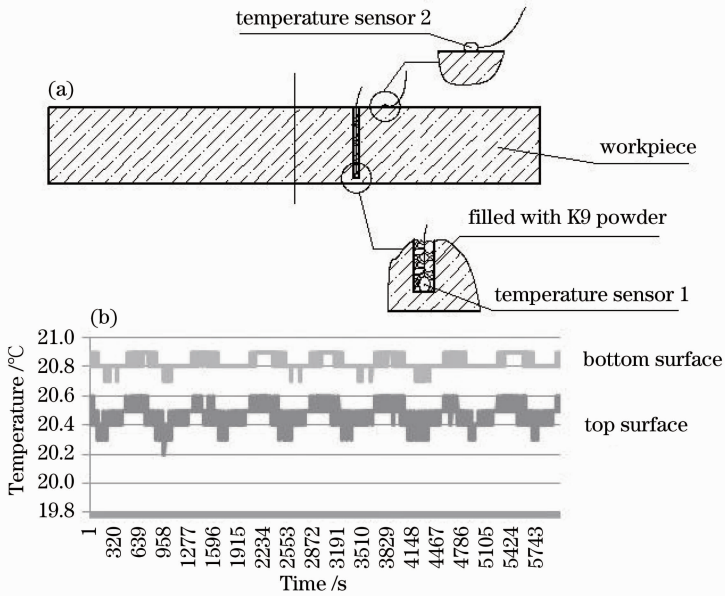 temperature sensor 2
(a)
workpiece
filled with K9 powder
temperature sensor 1
(b)
21.0
20.8
20.6
20.4
20.2
20.0
19.8
Temperature /℃
bottom surface
top surface
1
320
639
958
1277
1596
1915
2234
2553
2872
3191
3510
3829
4148
4467
4786
5105
5424
5743
Time /s